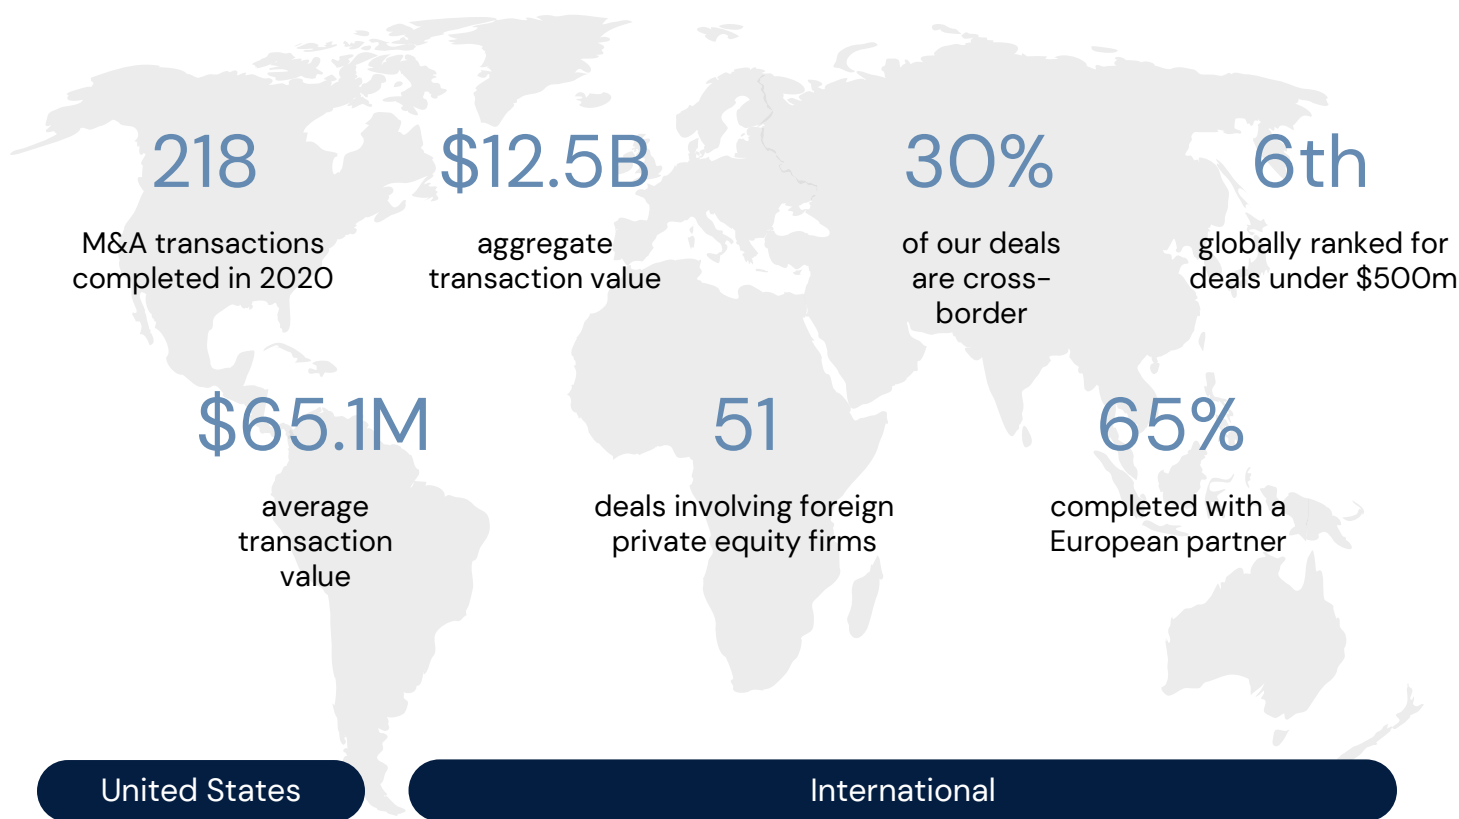 218
M&A transactions
completed in 2020
$12.5B
aggregate
transaction value
30%
of our deals
are cross-
border
6th
globally ranked for
deals under $500m
$65.1M
average
transaction
value
51
deals involving foreign
private equity firms
65%
completed with a
European partner
United States
International